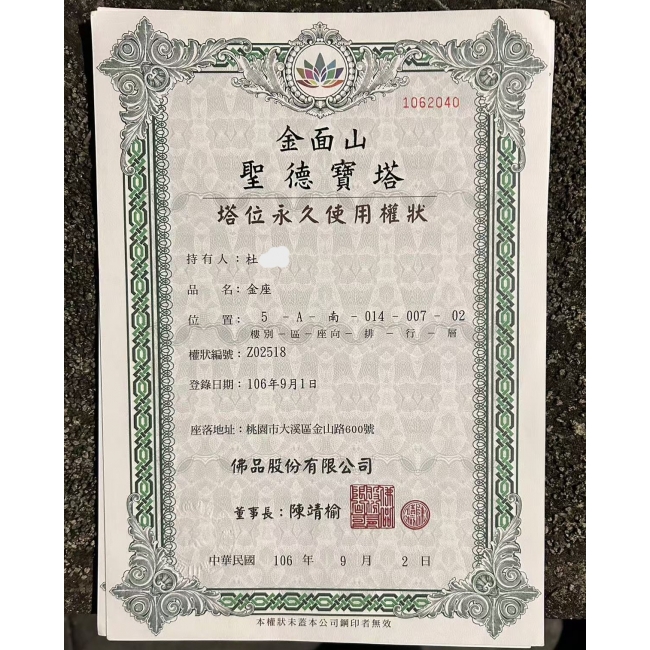 1062040
金面山
聖德寶塔
塔位永久使用權狀
持有人：杜
品　名：金座
位　置：5－A－南－014－007－02
樓別－區－座向－排－行－層
權狀編號：Z02518
登錄日期：106年9月1日
座落地址：桃園市大溪區金山路600號
佛品股份有限公司
董事長：陳靖榆
中華民國 106 年 9 月 2 日
本權狀未蓋本公司鋼印者無效